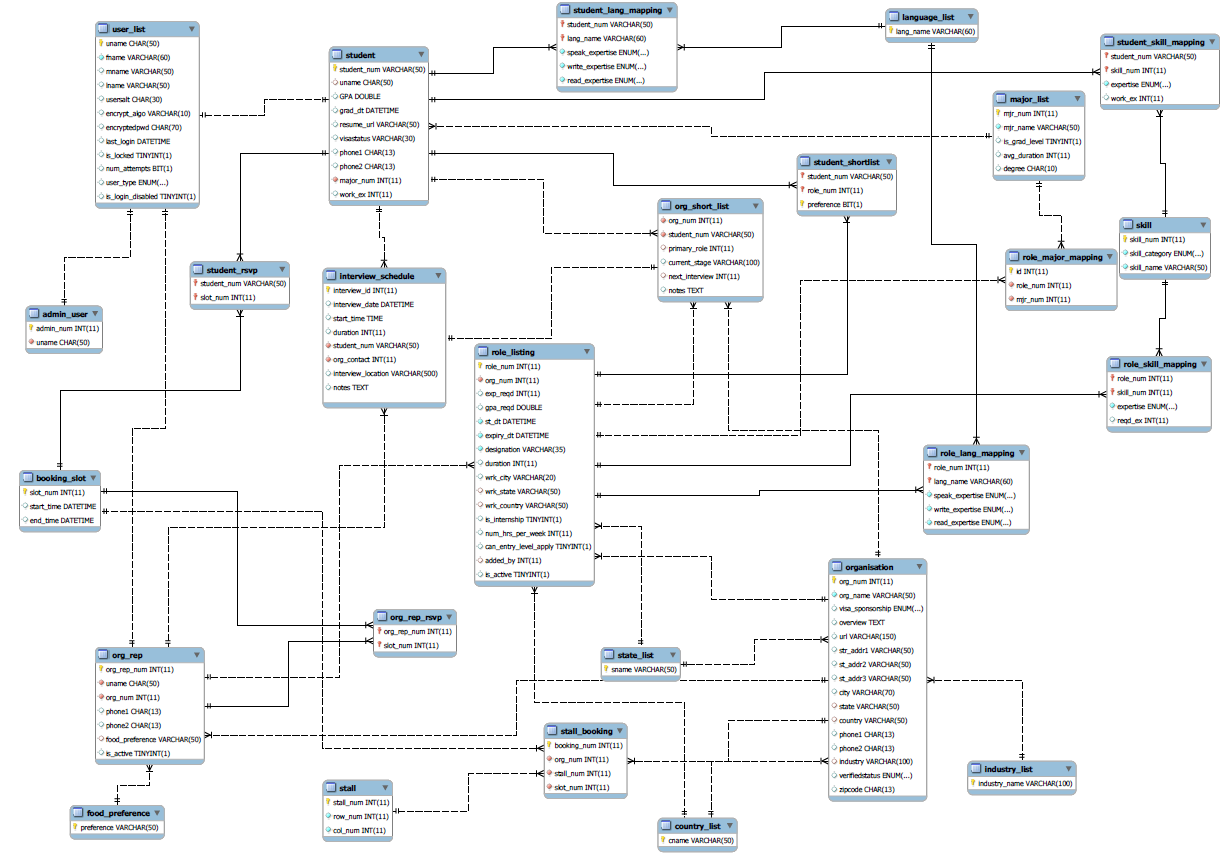 user_list
uname CHAR(50)
fname VARCHAR(60)
mname VARCHAR(50)
lname VARCHAR(50)
usersalt CHAR(30)
encrypt_algo VARCHAR(10)
encryptedpwd CHAR(70)
last_login DATETIME
is_locked TINYINT(1)
num_attempts BIT(1)
user_type ENUM(...)
is_login_disabled TINYINT(1)
student
student_num VARCHAR(50)
uname CHAR(50)
GPA DOUBLE
grad_dt DATETIME
resume_url VARCHAR(50)
visastatus VARCHAR(30)
phone1 CHAR(13)
phone2 CHAR(13)
major_num INT(11)
work_ex INT(11)
student_lang_mapping
student_num VARCHAR(50)
lang_name VARCHAR(60)
speak_expertise ENUM(...)
write_expertise ENUM(...)
read_expertise ENUM(...)
language_list
lang_name VARCHAR(60)
student_skill_mapping
student_num VARCHAR(50)
skill_num INT(11)
expertise ENUM(...)
work_ex INT(11)
major_list
mjr_num INT(11)
mjr_name VARCHAR(50)
is_grad_level TINYINT(1)
avg_duration INT(11)
degree CHAR(10)
student_shortlist
student_num VARCHAR(50)
role_num INT(11)
preference BIT(1)
org_short_list
org_num INT(11)
student_num VARCHAR(50)
primary_role INT(11)
current_stage VARCHAR(100)
next_interview INT(11)
notes TEXT
skill
skill_num INT(11)
skill_category ENUM(...)
skill_name VARCHAR(50)
role_major_mapping
id INT(11)
role_num INT(11)
mjr_num INT(11)
student_rsvp
student_num VARCHAR(50)
slot_num INT(11)
interview_schedule
interview_id INT(11)
interview_date DATETIME
start_time TIME
duration INT(11)
student_num VARCHAR(50)
org_contact INT(11)
interview_location VARCHAR(500)
notes TEXT
admin_user
admin_num INT(11)
uname CHAR(50)
role_listing
role_num INT(11)
org_num INT(11)
exp_reqd INT(11)
gpa_reqd DOUBLE
st_dt DATETIME
expiry_dt DATETIME
designation VARCHAR(35)
duration INT(11)
wrk_city VARCHAR(20)
wrk_state VARCHAR(50)
wrk_country VARCHAR(50)
is_internship TINYINT(1)
num_hrs_per_week INT(11)
can_entry_level_apply TINYINT(1)
added_by INT(11)
is_active TINYINT(1)
role_skill_mapping
role_num INT(11)
skill_num INT(11)
expertise ENUM(...)
reqd_ex INT(11)
role_lang_mapping
role_num INT(11)
lang_name VARCHAR(60)
speak_expertise ENUM(...)
write_expertise ENUM(...)
read_expertise ENUM(...)
booking_slot
slot_num INT(11)
start_time DATETIME
end_time DATETIME
organisation
org_num INT(11)
org_name VARCHAR(50)
visa_sponsorship ENUM(...)
overview TEXT
url VARCHAR(150)
str_addr1 VARCHAR(50)
st_addr2 VARCHAR(50)
st_addr3 VARCHAR(50)
city VARCHAR(70)
state VARCHAR(50)
country VARCHAR(50)
phone1 CHAR(13)
phone2 CHAR(13)
industry VARCHAR(100)
verifiedstatus ENUM(...)
zipcode CHAR(13)
org_rep_rsvp
org_rep_num INT(11)
slot_num INT(11)
org_rep
org_rep_num INT(11)
uname CHAR(50)
org_num INT(11)
phone1 CHAR(13)
phone2 CHAR(13)
food_preference VARCHAR(50)
is_active TINYINT(1)
state_list
sname VARCHAR(50)
stall_booking
booking_num INT(11)
org_num INT(11)
stall_num INT(11)
slot_num INT(11)
industry_list
industry_name VARCHAR(100)
stall
stall_num INT(11)
row_num INT(11)
col_num INT(11)
food_preference
preference VARCHAR(50)
country_list
cname VARCHAR(50)